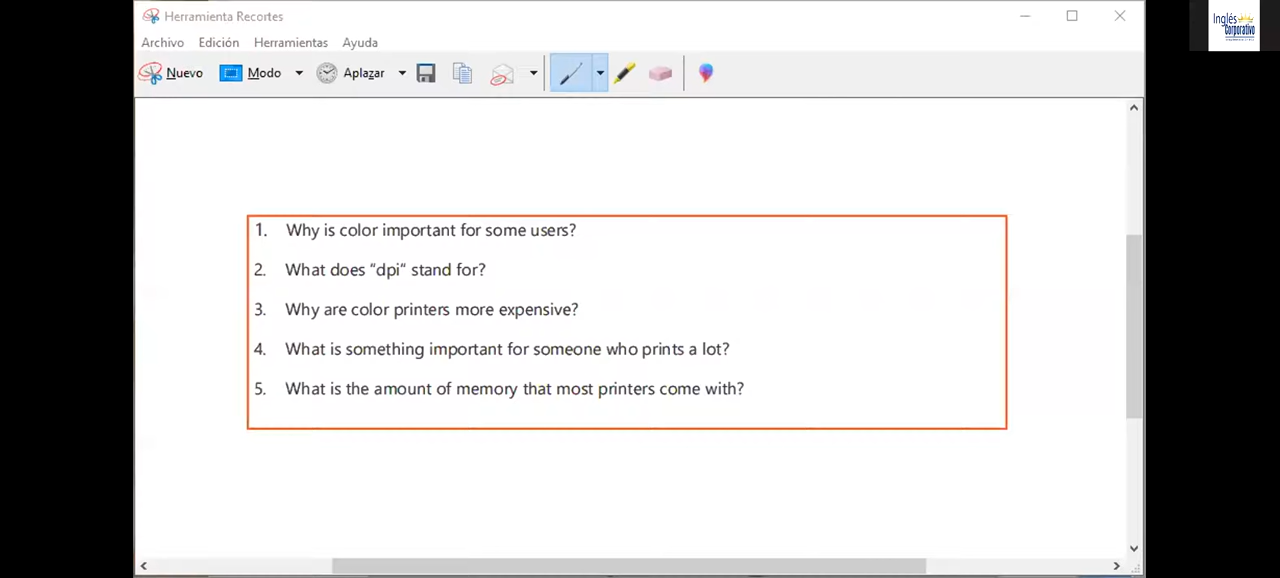 Herramienta Recortes
Inglés
Corporativo
Archivo Edición Herramientas Ayuda
Nuevo Modo Aplazar
1. Why is color important for some users?
2. What does "dpi" stand for?
3. Why are color printers more expensive?
4. What is something important for someone who prints a lot?
5. What is the amount of memory that most printers come with?